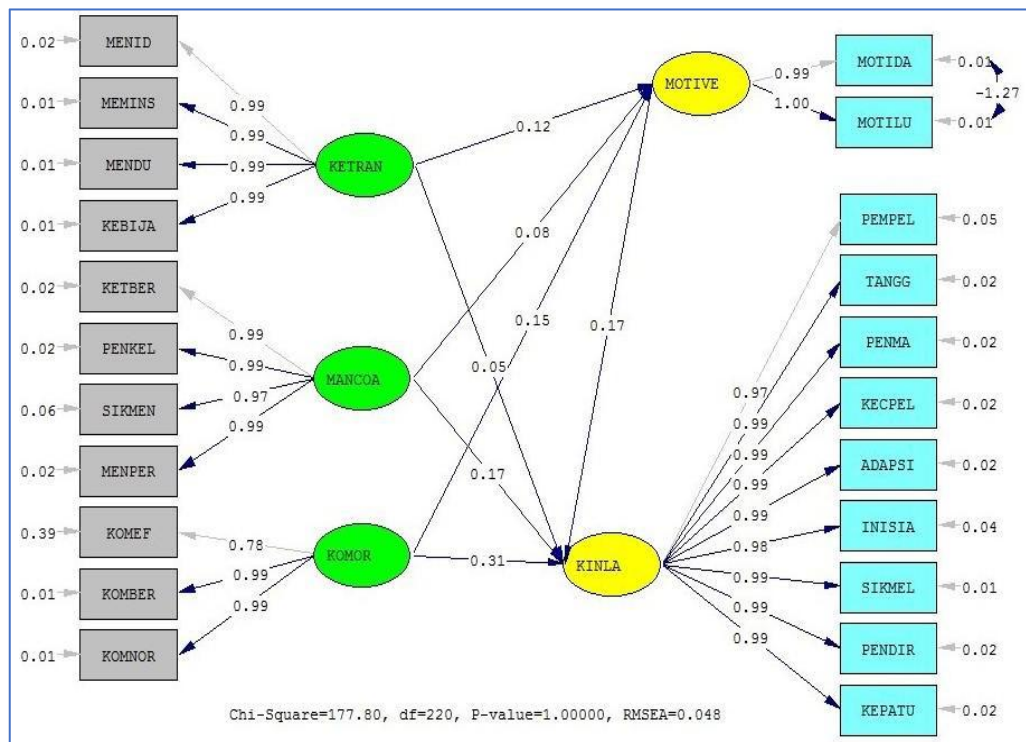 0.02
MENID
0.01
MEMINS
0.01
MENDU
0.01
KEBIJA
0.02
KETBER
0.02
PENKEL
0.06
SIKMEN
0.02
MENPER
0.39
KOMEF
0.01
KOMBER
0.01
KOMNOR
0.99
0.99
0.99
0.99
0.99
0.99
0.97
0.99
0.78
0.99
0.99
KETRAN
MANCOA
KOMOR
0.12
0.08
0.15
0.05
0.17
0.17
0.31
MOTIVE
KINLA
0.99
1.00
0.97
0.99
0.99
0.99
0.99
0.98
0.99
0.99
0.99
MOTIDA
0.01
-1.27
MOTILU
0.01
PEMPEL
0.05
TANGG
0.02
PENMA
0.02
KECPEL
0.02
ADAPSI
0.02
INISIA
0.04
SIKMEL
0.01
PENDIR
0.02
KEPATU
0.02
Chi-Square=177.80, df=220, P-value=1.00000, RMSEA=0.048